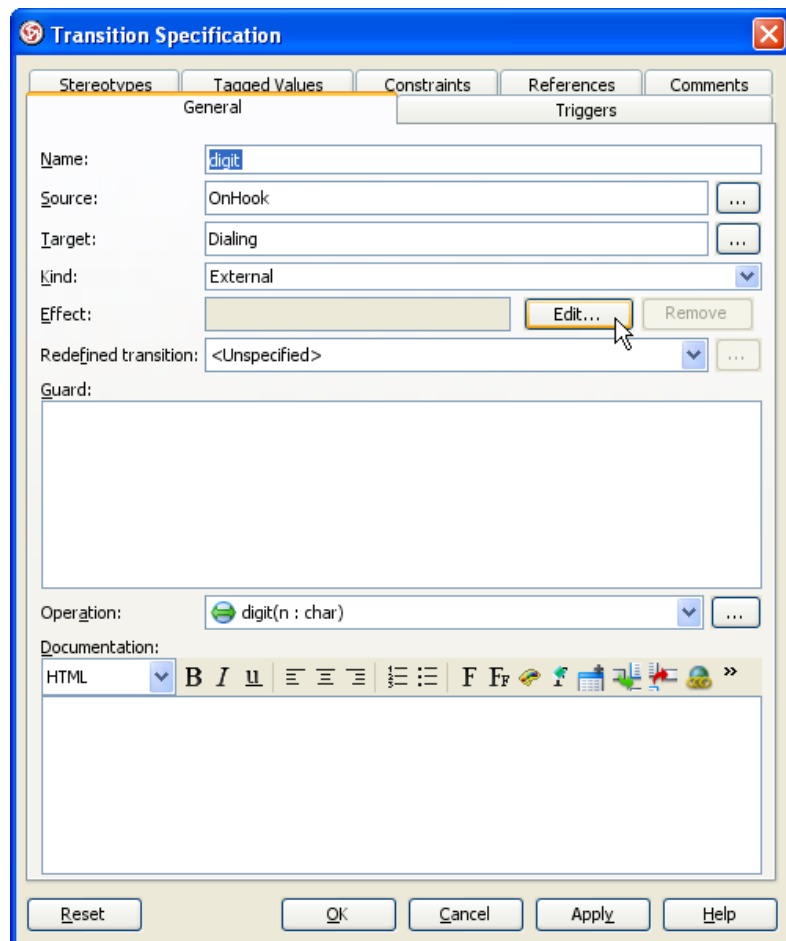 Transition Specification
Stereotypes Tagged Values Constraints References Comments
General Triggers
Name: digit
Source: OnHook ...
Target: Dialing ...
Kind: External
Effect: Edit... Remove
Redefined transition: <Unspecified> ...
Guard:
Operation: digit(n : char) ...
Documentation:
HTML B I u F FF »
Reset OK Cancel Apply Help